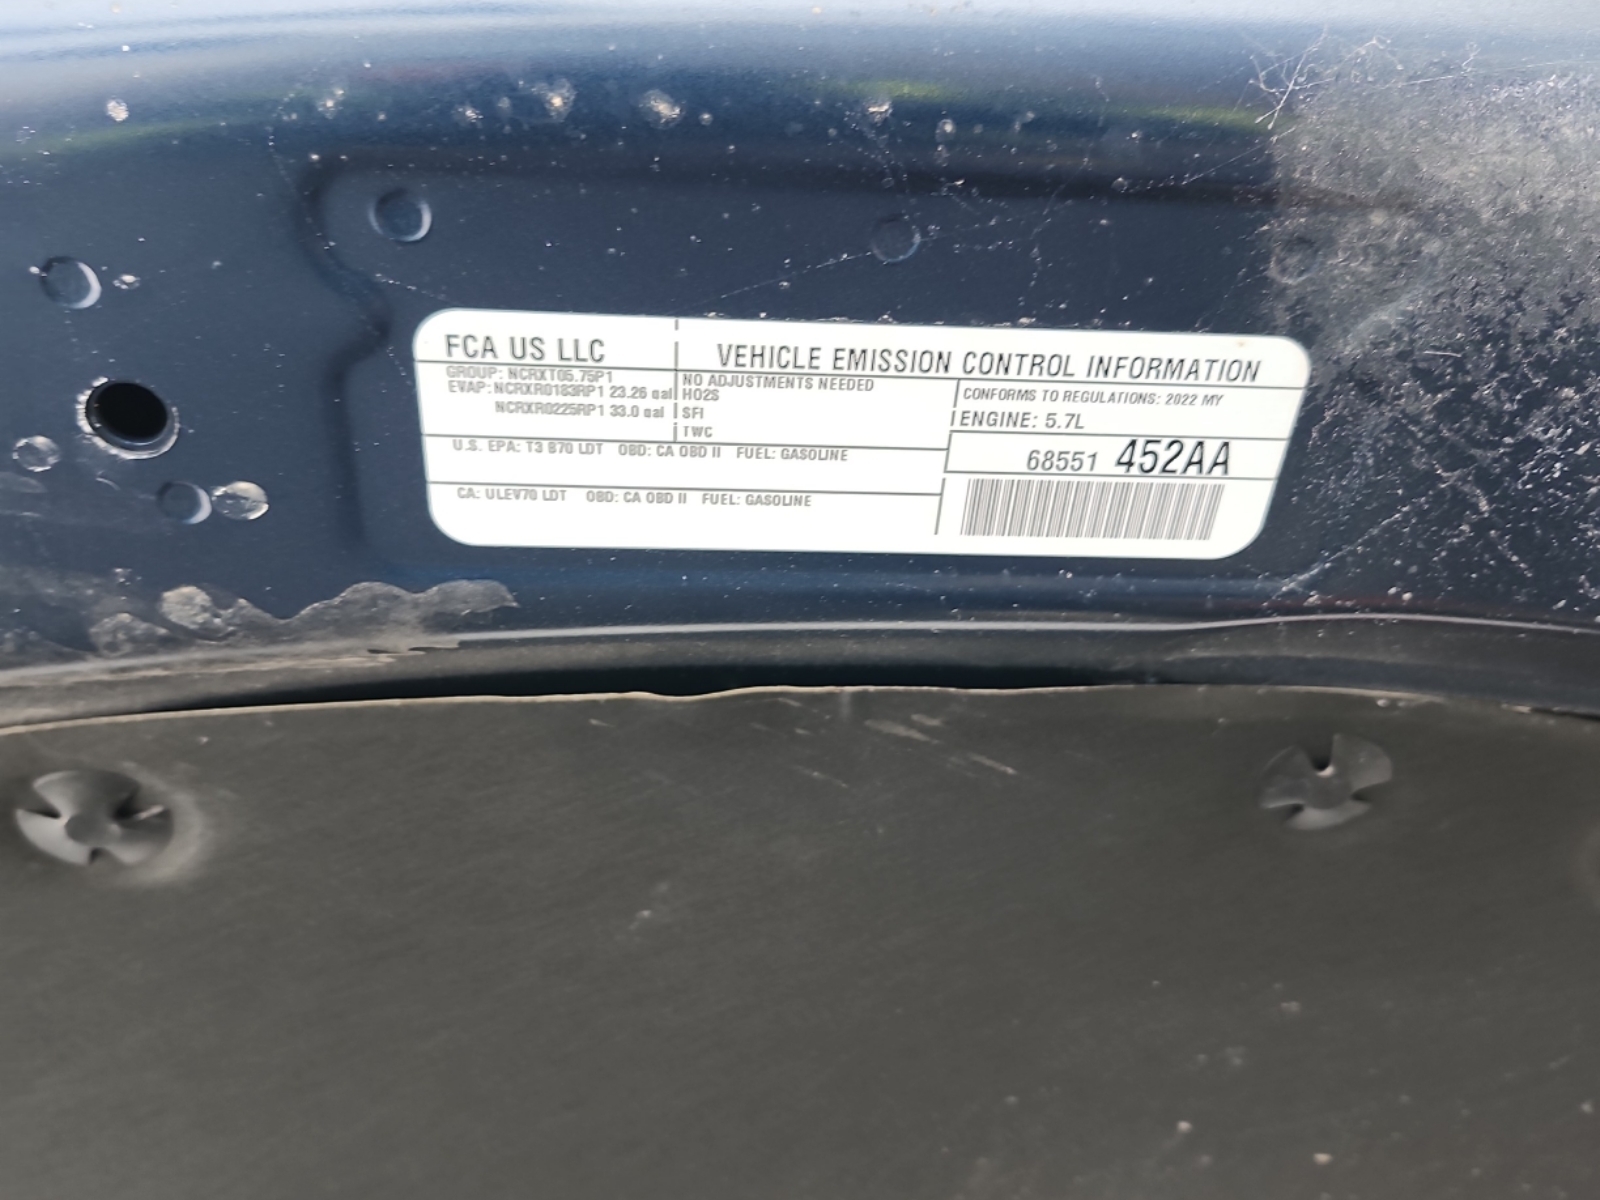 FCA US LLC
VEHICLE EMISSION CONTROL INFORMATION
GROUP: NCRXT05.75P1
EVAP: NCRXR0183RP1 23.26 gal
NCRXR0225RP1 33.0 gal
NO ADJUSTMENTS NEEDED
HO2S
SFI
TWC
CONFORMS TO REGULATIONS: 2022 MY
ENGINE: 5.7L
U.S. EPA: T3 B70 LDT OBD: CA OBD II FUEL: GASOLINE
68551 452AA
CA: ULEV70 LDT OBD: CA OBD II FUEL: GASOLINE